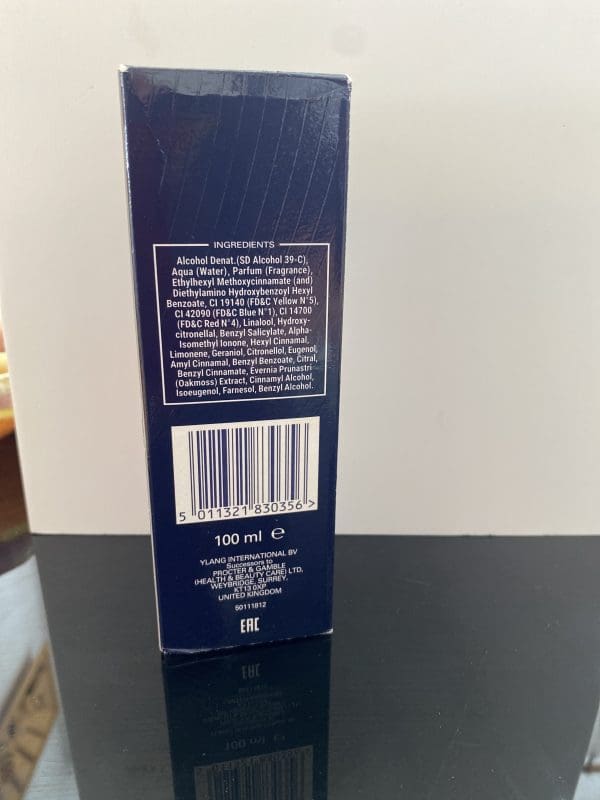 INGREDIENTS
Alcohol Denat.(SD Alcohol 39-C),
Aqua (Water), Parfum (Fragrance),
Ethylhexyl Methoxycinnamate (and)
Diethylamino Hydroxybenzoyl Hexyl
Benzoate, CI 19140 (FD&C Yellow N°5),
CI 42090 (FD&C Blue N°1), CI 14700
(FD&C Red N°4), Linalool, Hydroxy-
citronellal, Benzyl Salicylate, Alpha-
Isomethyl Ionone, Hexyl Cinnamal,
Limonene, Geraniol, Citronellol, Eugenol,
Amyl Cinnamal, Benzyl Benzoate, Citral,
Benzyl Cinnamate, Evernia Prunastri
(Oakmoss) Extract, Cinnamyl Alcohol,
Isoeugenol, Farnesol, Benzyl Alcohol.
5 011321 830356 >
100 ml ℮
YLANG INTERNATIONAL BV
Successors to
PROCTER & GAMBLE
(HEALTH & BEAUTY CARE) LTD,
WEYBRIDGE, SURREY,
KT13 0XP
UNITED KINGDOM
60111812
EAC